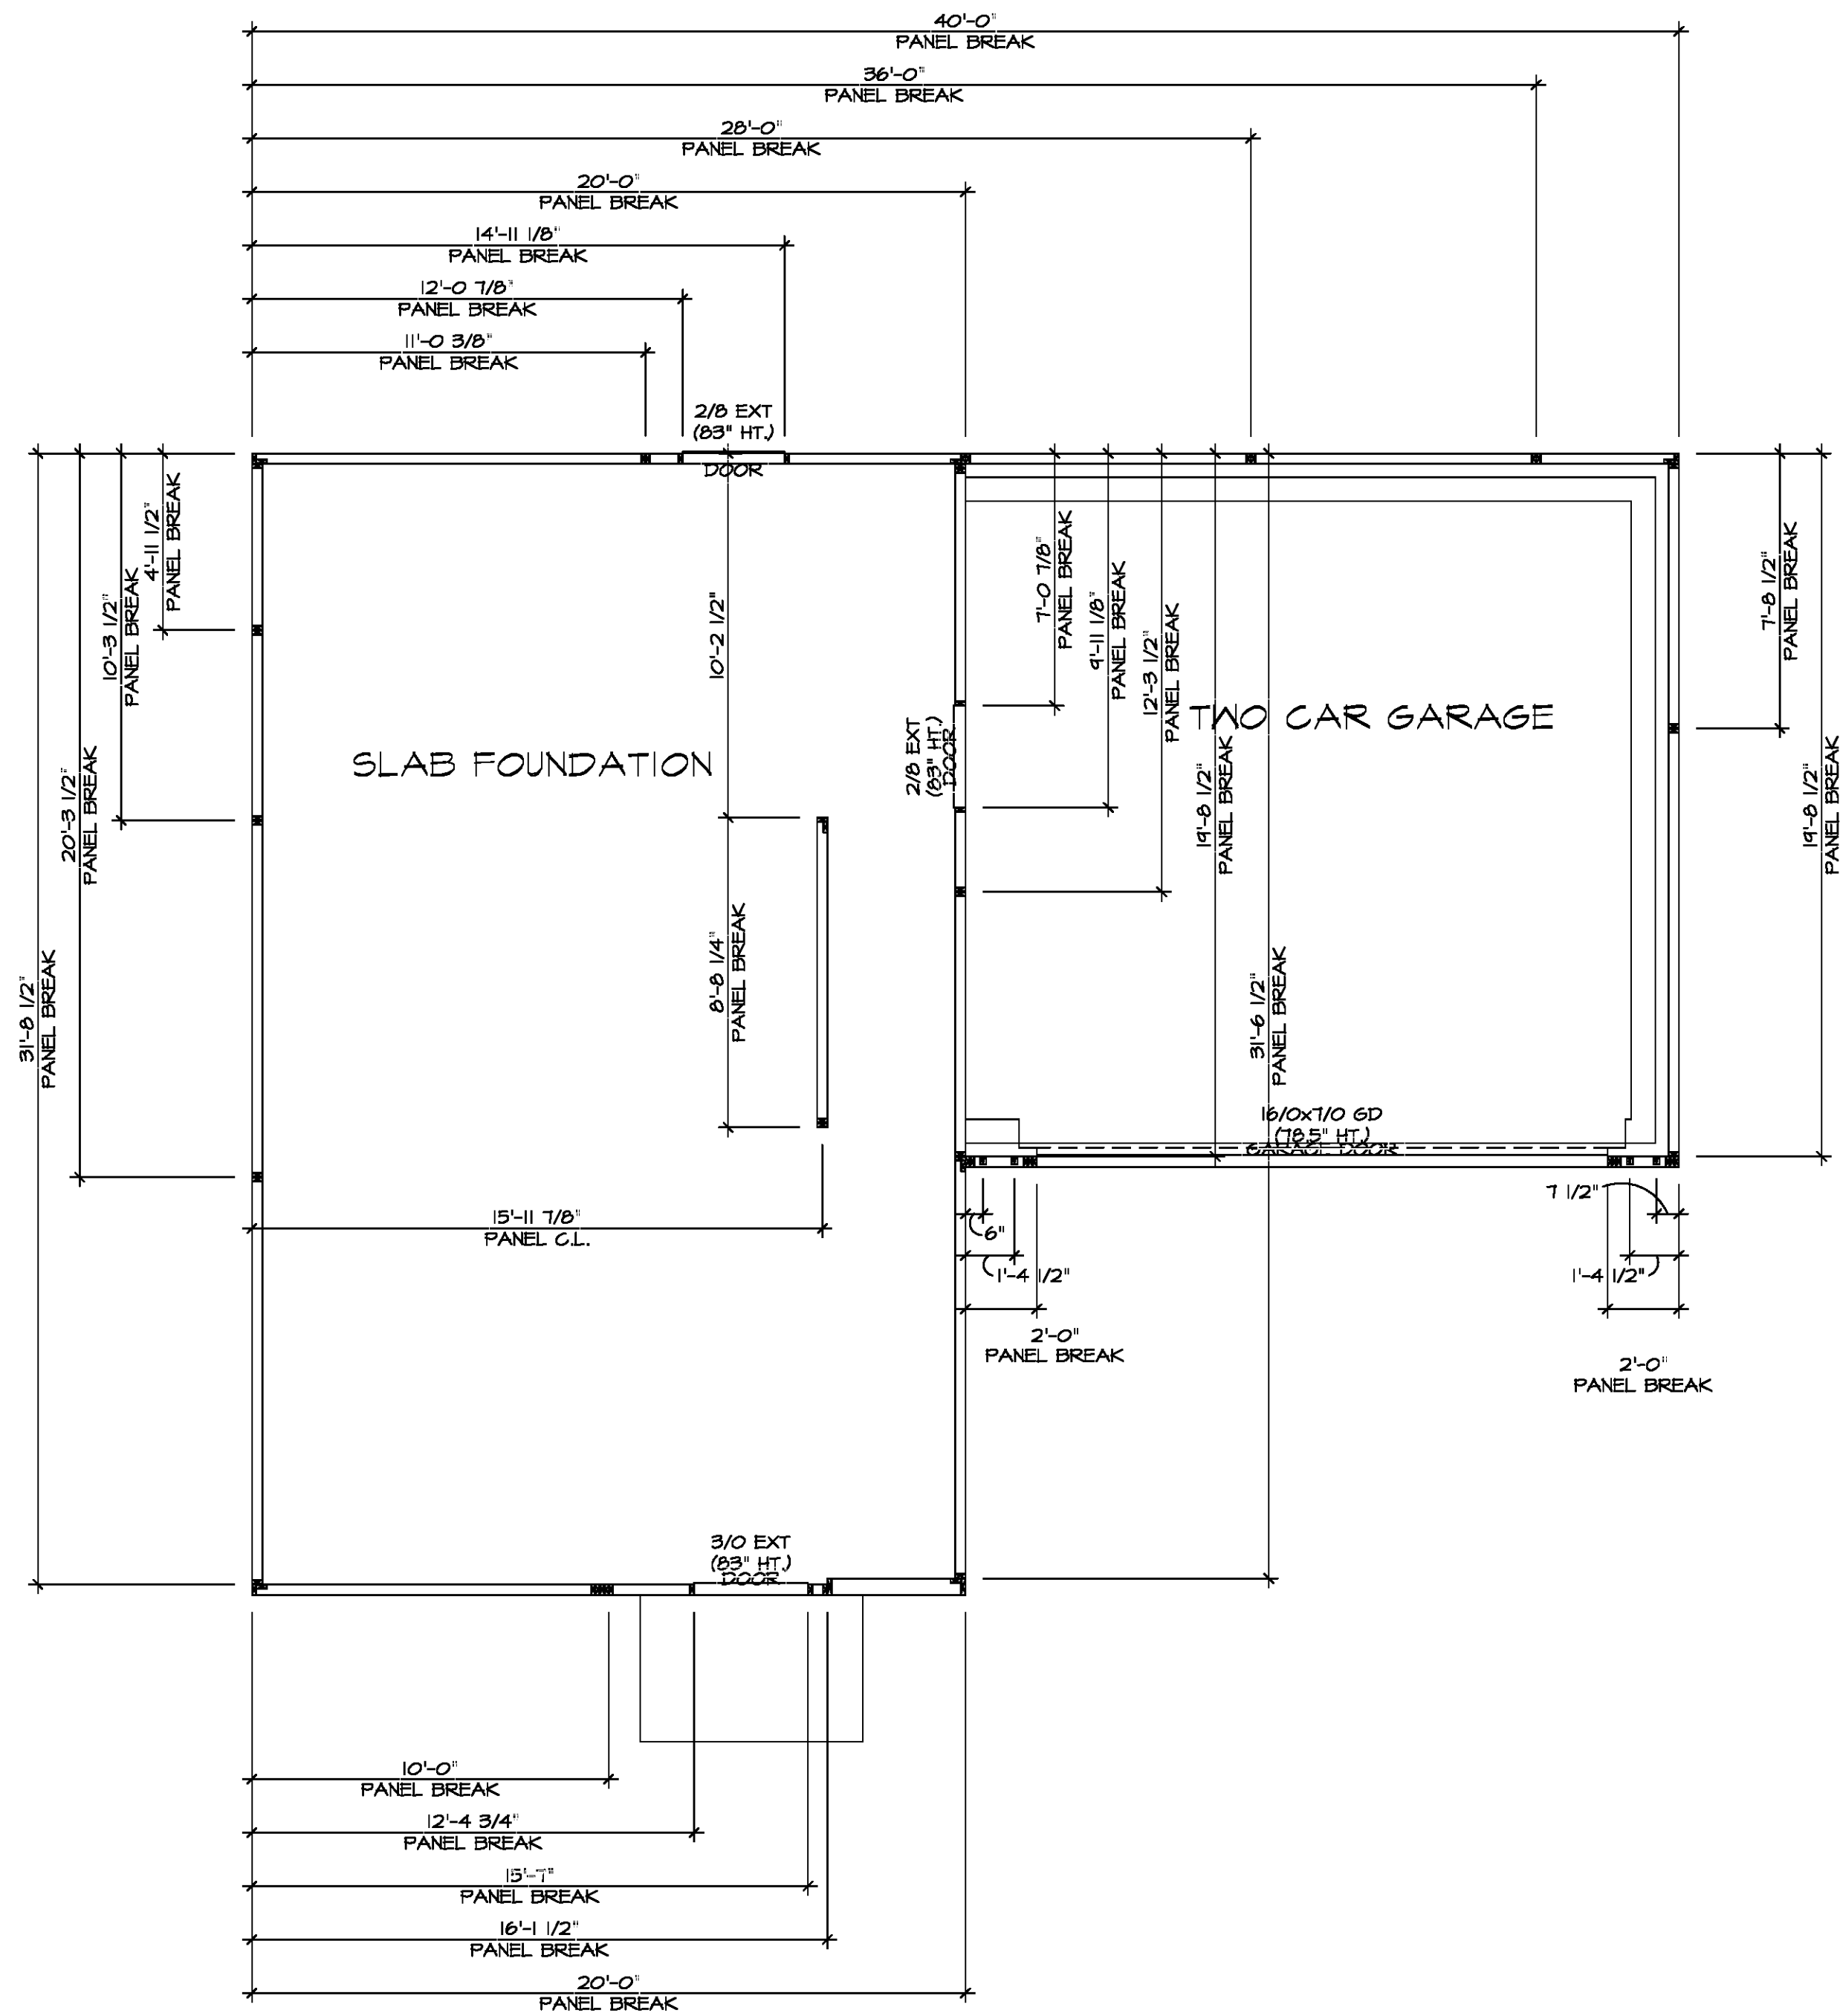 40'-0"
PANEL BREAK
36'-0"
PANEL BREAK
28'-0"
PANEL BREAK
20'-0"
PANEL BREAK
14'-11 1/8"
PANEL BREAK
12'-0 7/8"
PANEL BREAK
11'-0 3/8"
PANEL BREAK
2/8 EXT
(83" HT.)
DOOR
4'-11 1/2"
PANEL BREAK
10'-3 1/2"
PANEL BREAK
20'-3 1/2"
PANEL BREAK
31'-8 1/2"
PANEL BREAK
10'-2 1/2"
8'-8 1/4"
PANEL BREAK
SLAB FOUNDATION
2/8 EXT
(83" HT.)
DOOR
7'-0 7/8"
PANEL BREAK
9'-11 1/8"
PANEL BREAK
12'-3 1/2"
PANEL BREAK
19'-8 1/2"
PANEL BREAK
31'-6 1/2"
PANEL BREAK
TWO CAR GARAGE
7'-8 1/2"
PANEL BREAK
19'-8 1/2"
PANEL BREAK
16/0x7/0 GD
(78.5" HT.)
GARAGE DOOR
15'-11 7/8"
PANEL C.L.
6"
1'-4 1/2"
2'-0"
PANEL BREAK
7 1/2"
1'-4 1/2"
2'-0"
PANEL BREAK
3/0 EXT
(83" HT.)
DOOR
10'-0"
PANEL BREAK
12'-4 3/4"
PANEL BREAK
15'-7"
PANEL BREAK
16'-1 1/2"
PANEL BREAK
20'-0"
PANEL BREAK